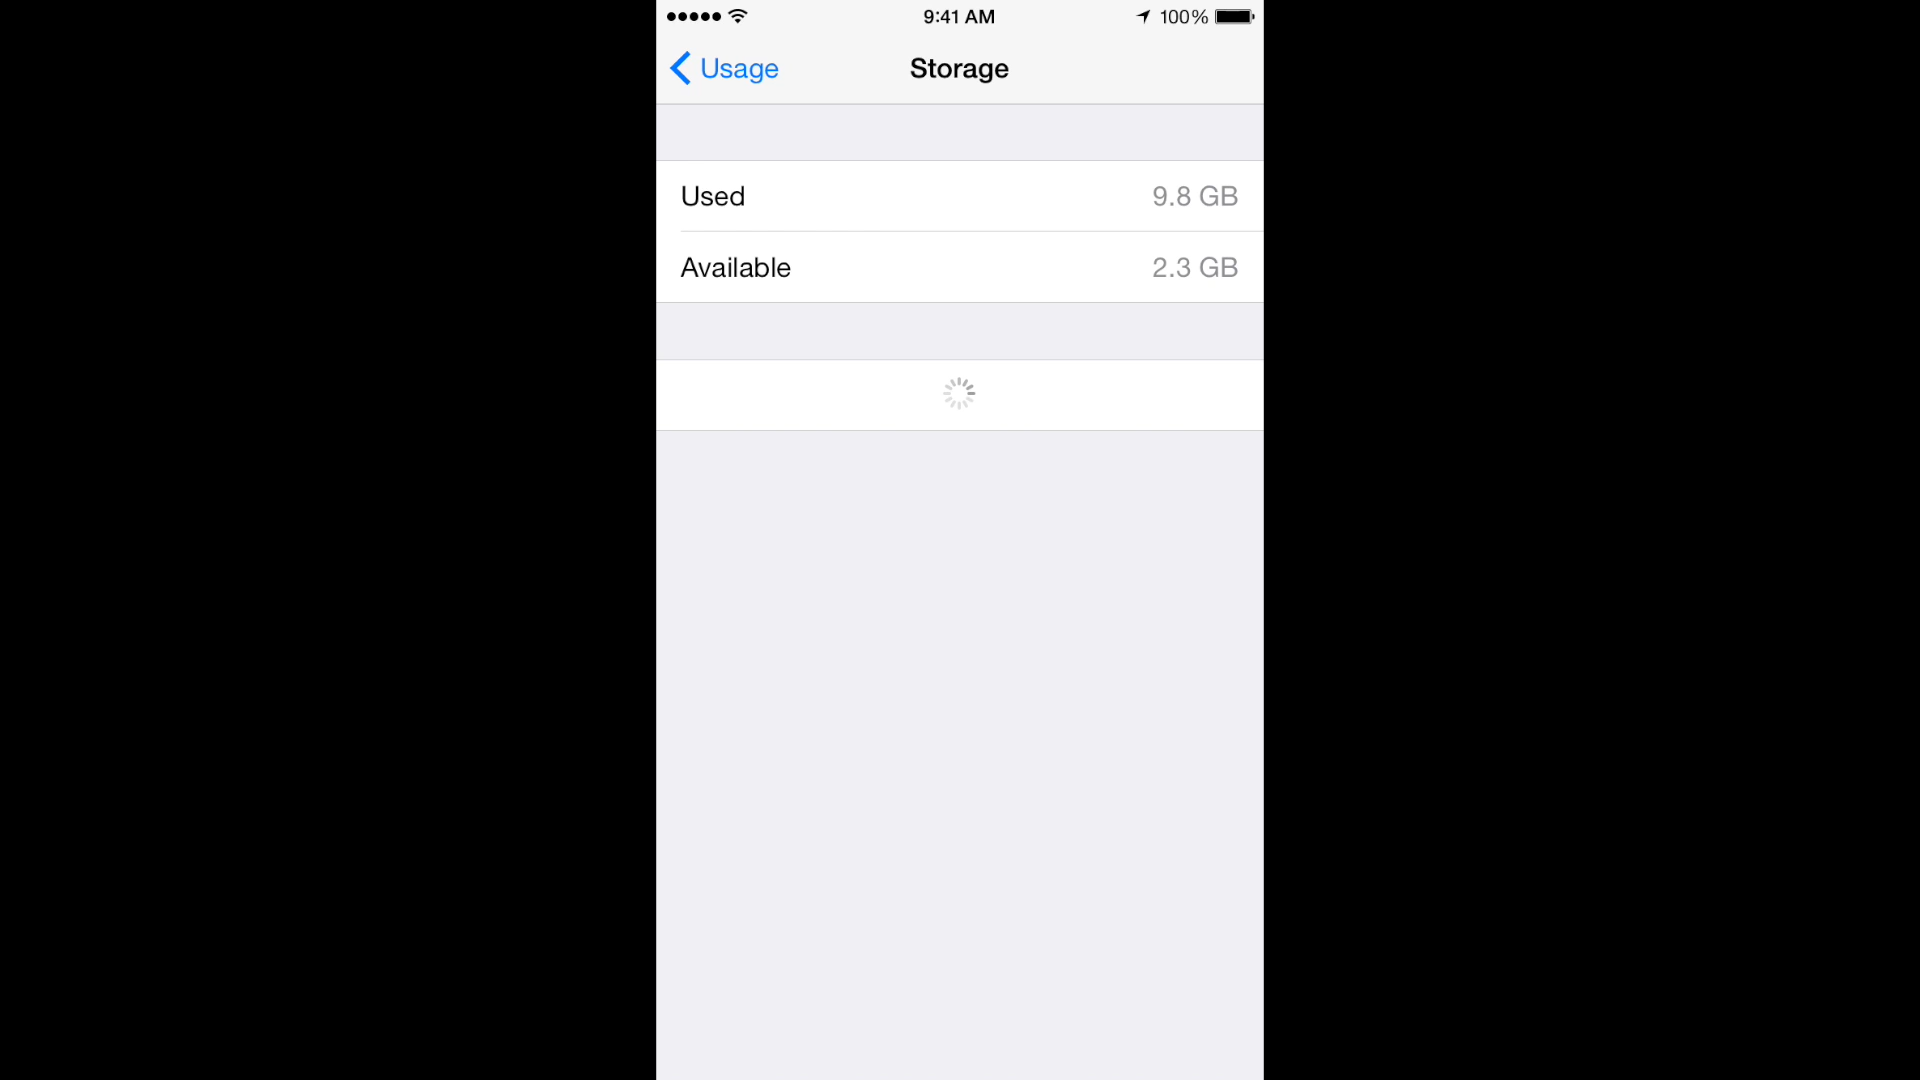 9:41 AM
100%
Usage
Storage
Used
9.8 GB
Available
2.3 GB